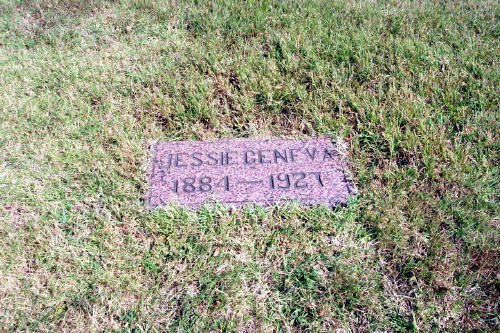 JESSIE GENEVA
1884 — 1927